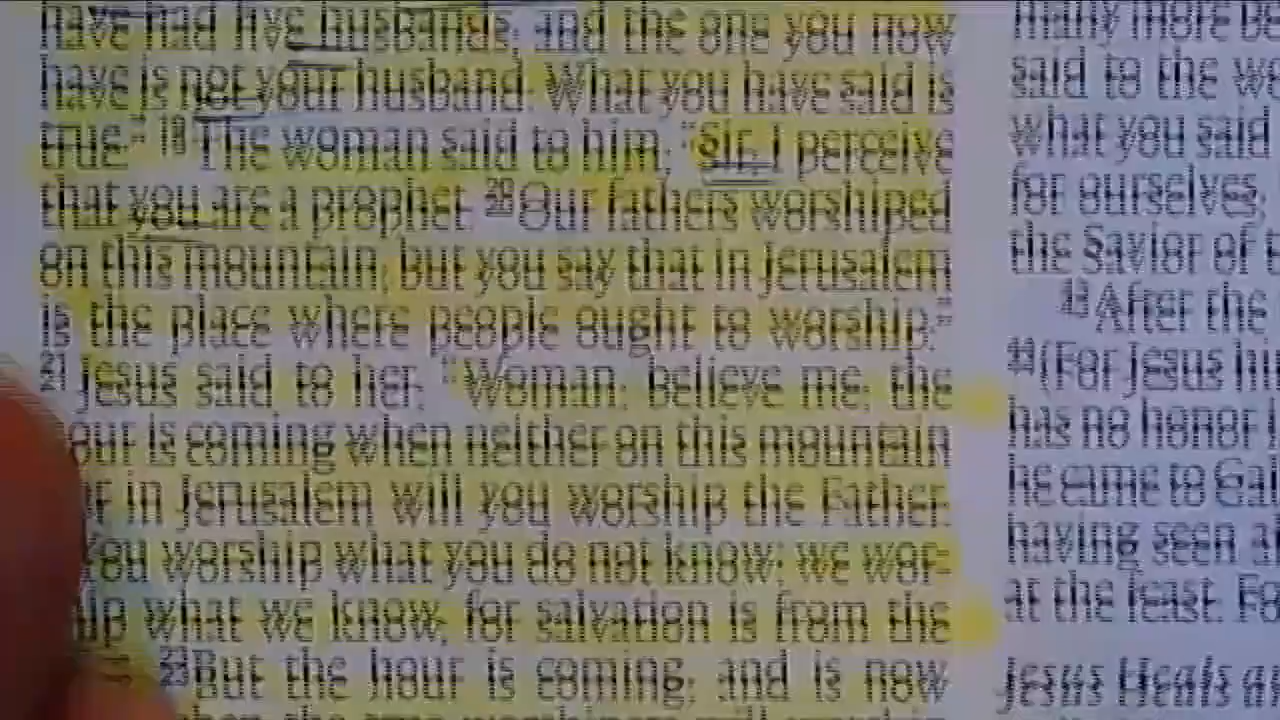 have had five husbands, and the one you now
have is not your husband. What you have said is
true." 19 The woman said to him, "Sir, I perceive
that you are a prophet. 20 Our fathers worshiped
on this mountain, but you say that in Jerusalem
is the place where people ought to worship."
21 Jesus said to her, "Woman, believe me, the
our is coming when neither on this mountain
r in Jerusalem will you worship the Father.
You worship what you do not know; we wor-
ip what we know, for salvation is from the
23 But the hour is coming, and is now
many more be
said to the wo
what you said
for ourselves,
the Savior of t
43 After the
44 (For Jesus hi
has no honor i
he came to Gal
having seen a
at the feast. Fo
Jesus Heals a